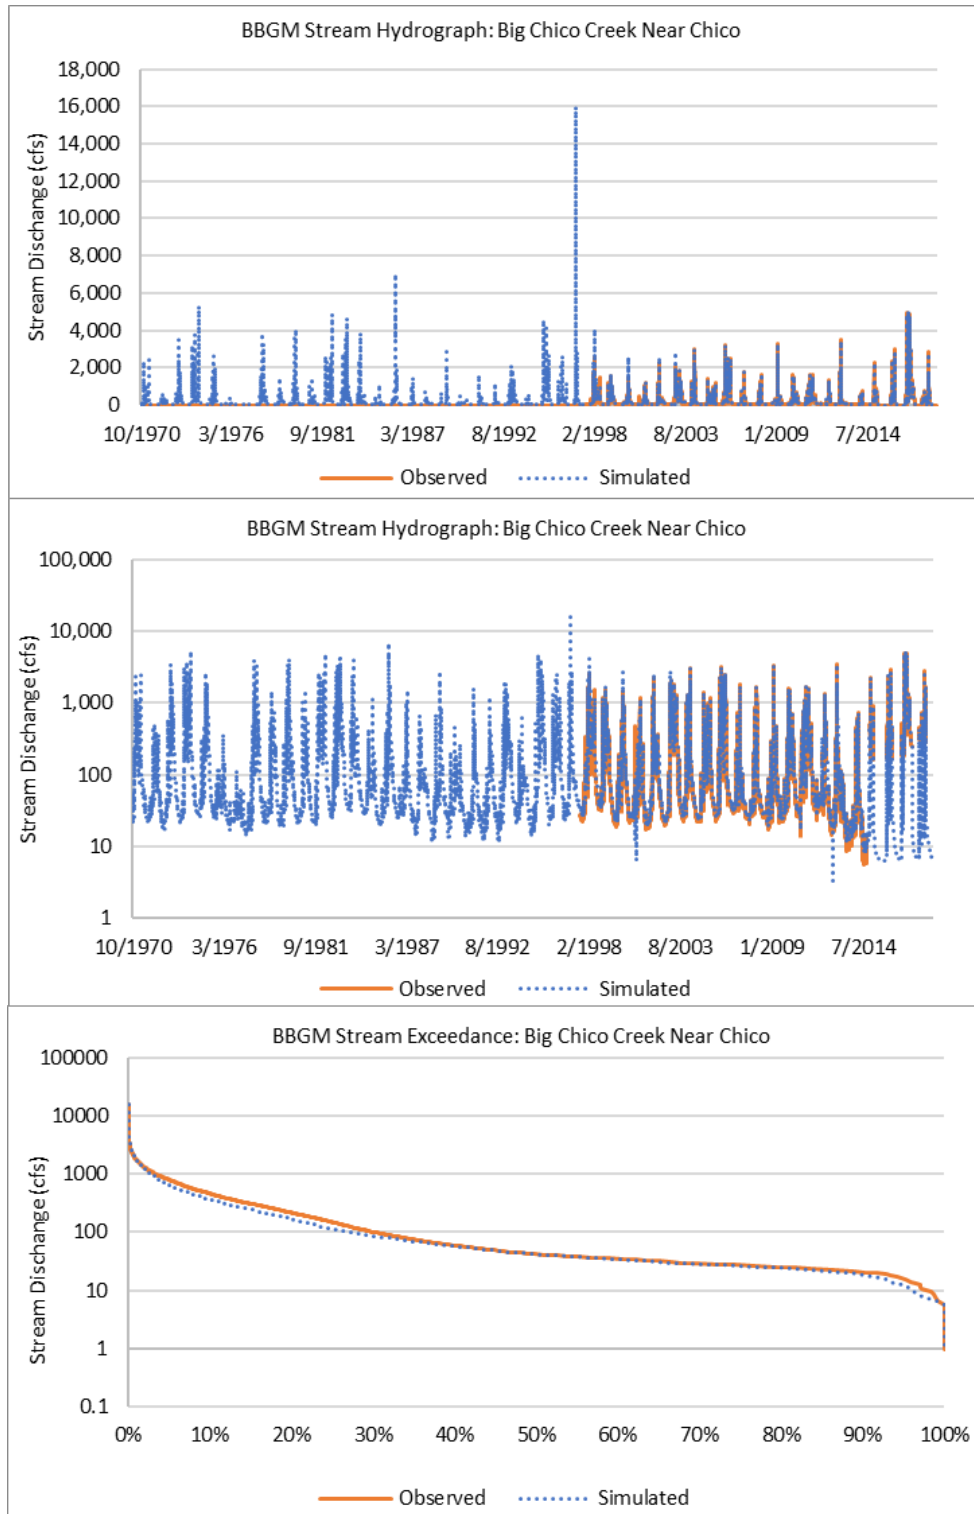 BBGM Stream Hydrograph: Big Chico Creek Near Chico
18,000
16,000
14,000
12,000
10,000
8,000
6,000
4,000
2,000
0
Stream Discharge (cfs)
10/1970 3/1976 9/1981 3/1987 8/1992 2/1998 8/2003 1/2009 7/2014
Observed Simulated
BBGM Stream Hydrograph: Big Chico Creek Near Chico
100,000
10,000
1,000
100
10
1
Stream Discharge (cfs)
10/1970 3/1976 9/1981 3/1987 8/1992 2/1998 8/2003 1/2009 7/2014
Observed Simulated
BBGM Stream Exceedance: Big Chico Creek Near Chico
100000
10000
1000
100
10
1
0.1
Stream Discharge (cfs)
0% 10% 20% 30% 40% 50% 60% 70% 80% 90% 100%
Observed Simulated